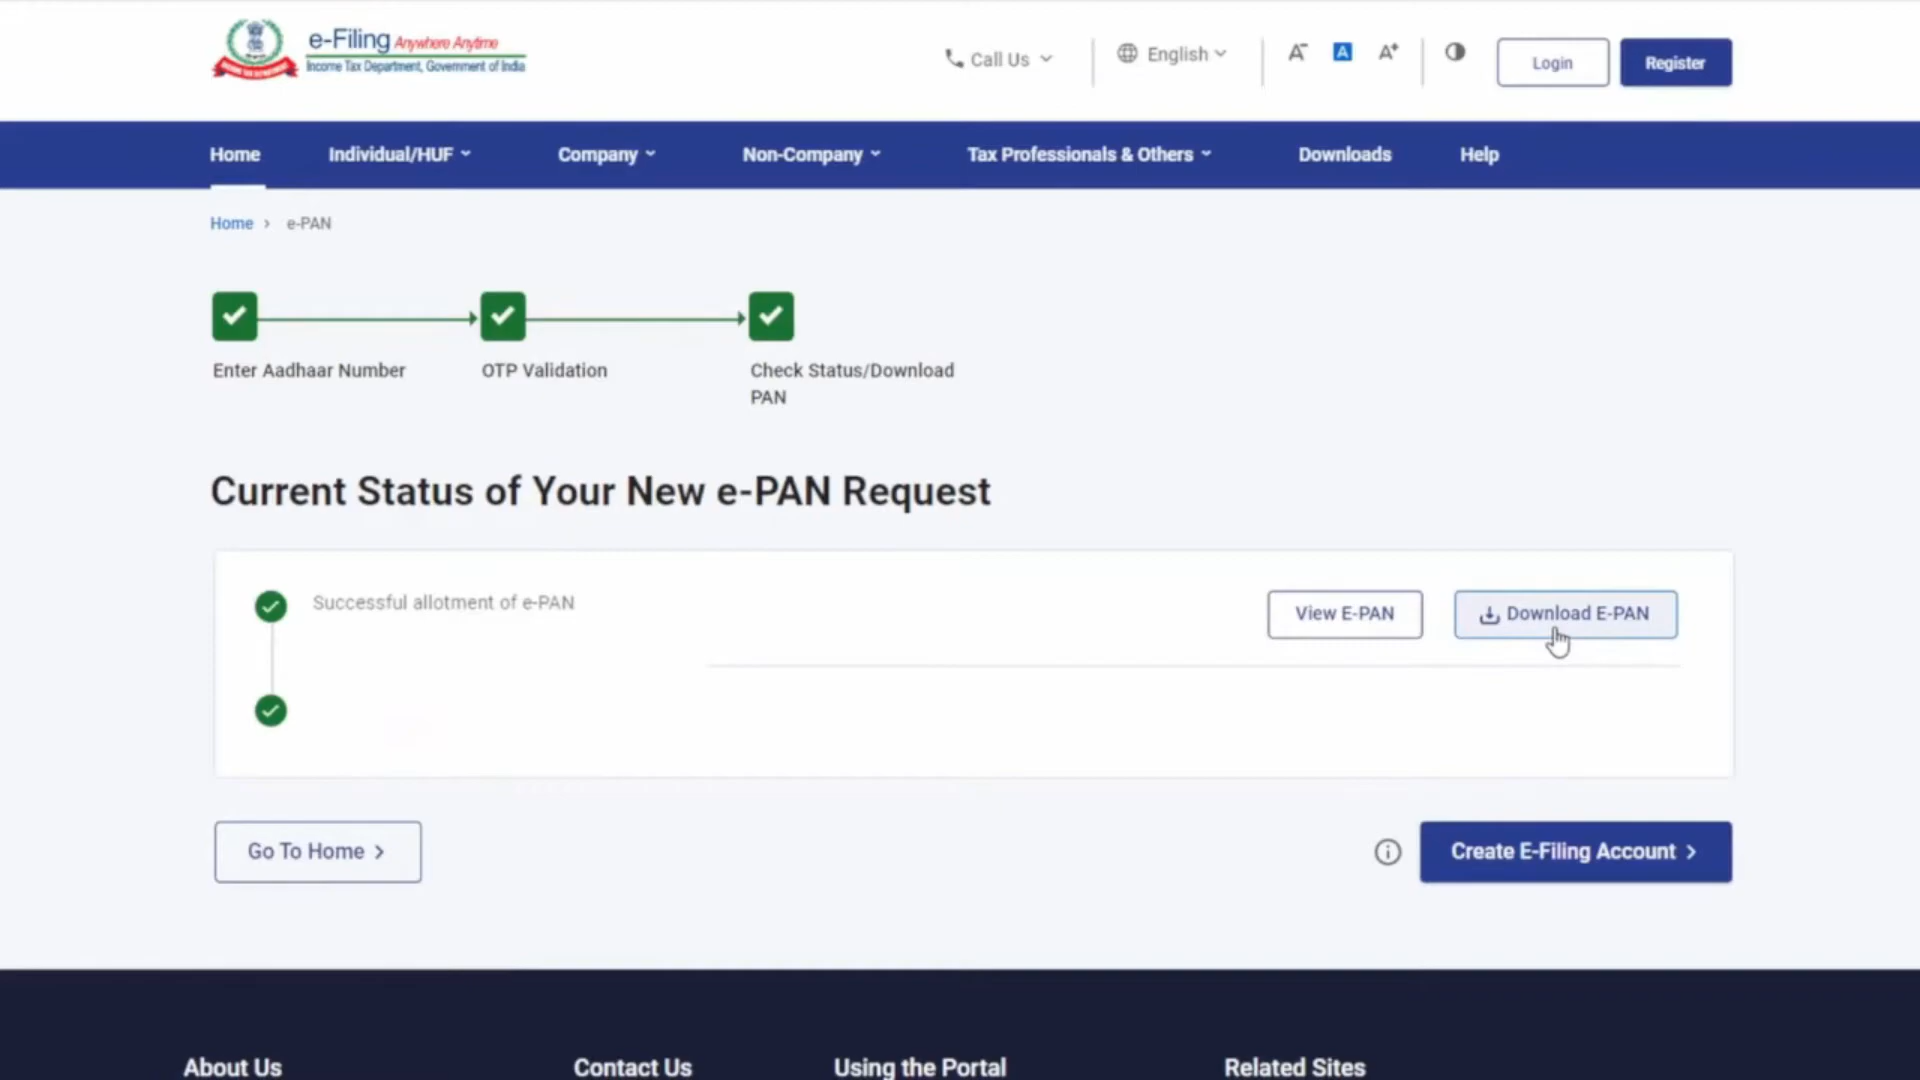 e-Filing Anywhere Anytime
Income Tax Department, Government of India
Call Us
English
A- A A+
Login
Register
Home
Individual/HUF
Company
Non-Company
Tax Professionals & Others
Downloads
Help
Home > e-PAN
Enter Aadhaar Number
OTP Validation
Check Status/Download
PAN
Current Status of Your New e-PAN Request
Successful allotment of e-PAN
View E-PAN
Download E-PAN
Go To Home >
Create E-Filing Account >
About Us
Contact Us
Using the Portal
Related Sites